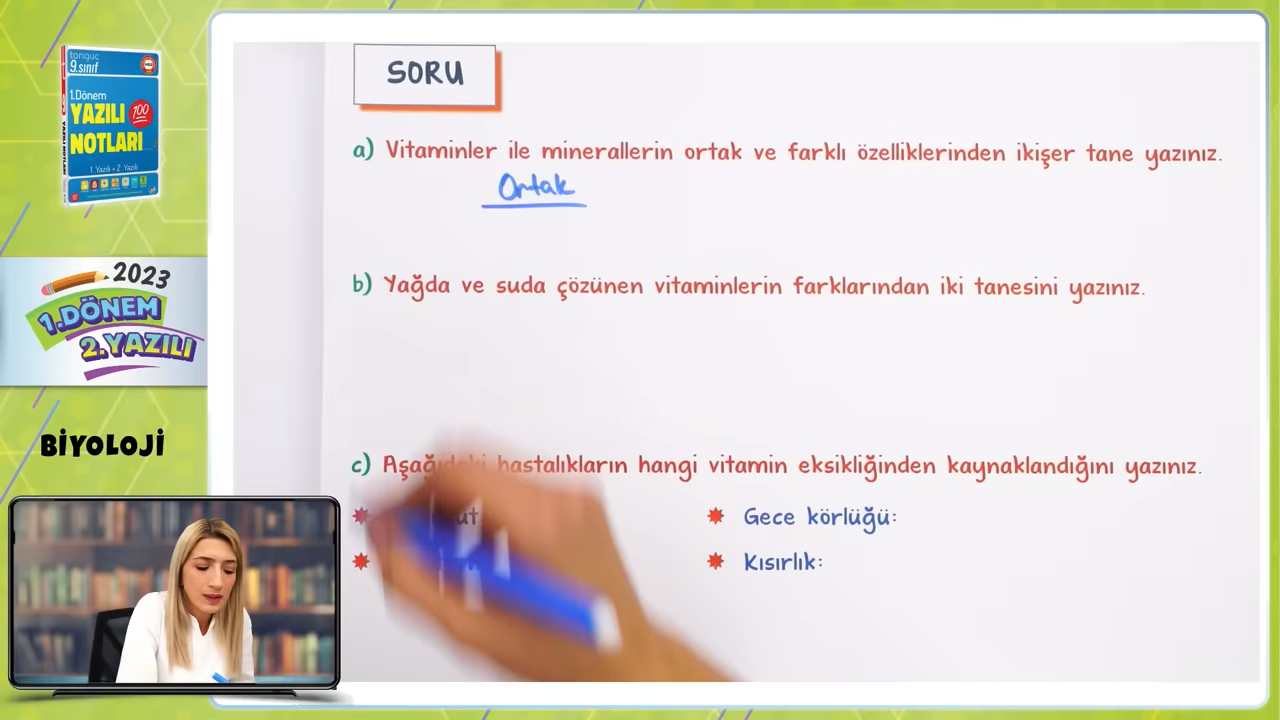 tonguç
9.sınıf
1.Dönem
YAZILI
100
NOTLARI
1. Yazılı • 2. Yazılı
YAZILI NOTLARI
2023
1.DÖNEM
2.YAZILI
BİYOLOJİ
SORU
a) Vitaminler ile minerallerin ortak ve farklı özelliklerinden ikişer tane yazınız.
Ortak
b) Yağda ve suda çözünen vitaminlerin farklarından iki tanesini yazınız.
c) Aşağıdaki hastalıkların hangi vitamin eksikliğinden kaynaklandığını yazınız.
Gece körlüğü:
Kısırlık: